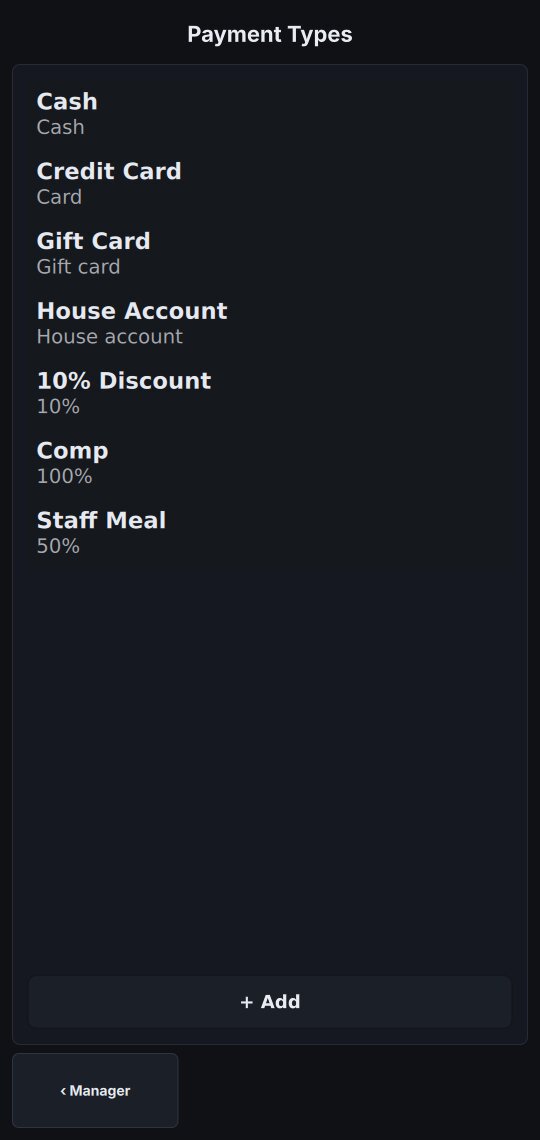 Payment Types
Cash
Cash
Credit Card
Card
Gift Card
Gift card
House Account
House account
10% Discount
10%
Comp
100%
Staff Meal
50%
+ Add
‹ Manager